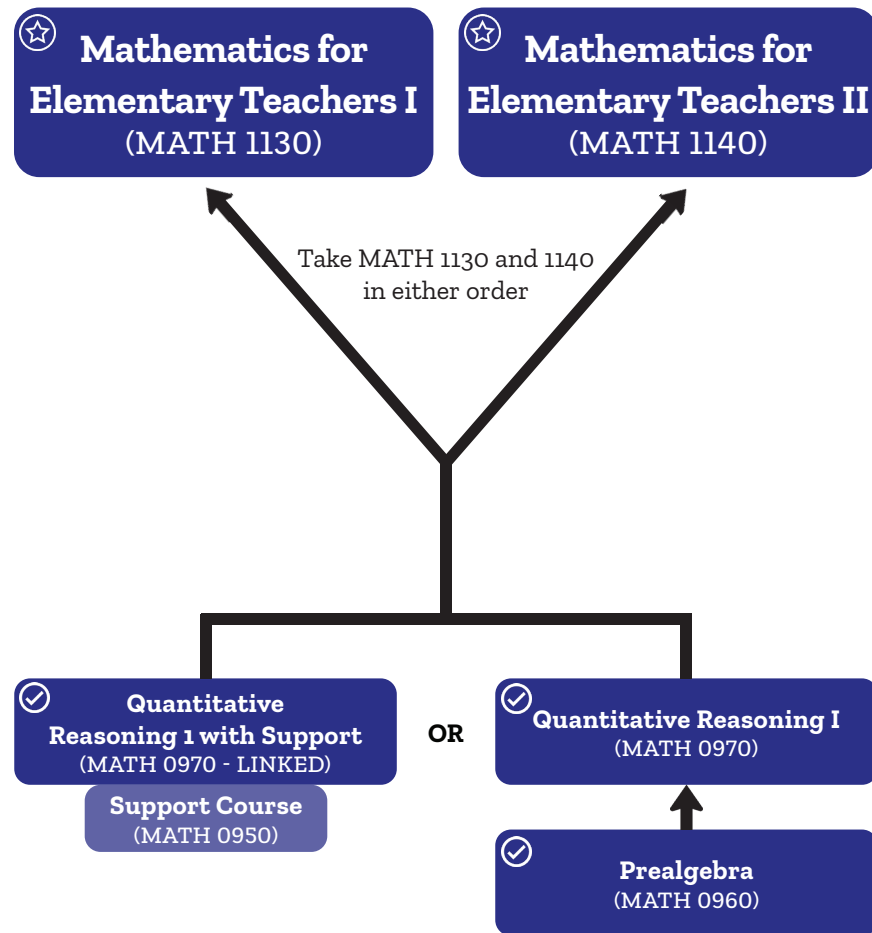 Mathematics for
Elementary Teachers I
(MATH 1130)
Mathematics for
Elementary Teachers II
(MATH 1140)
Take MATH 1130 and 1140
in either order
Quantitative
Reasoning 1 with Support
(MATH 0970 - LINKED)
Support Course
(MATH 0950)
OR
Quantitative Reasoning I
(MATH 0970)
Prealgebra
(MATH 0960)